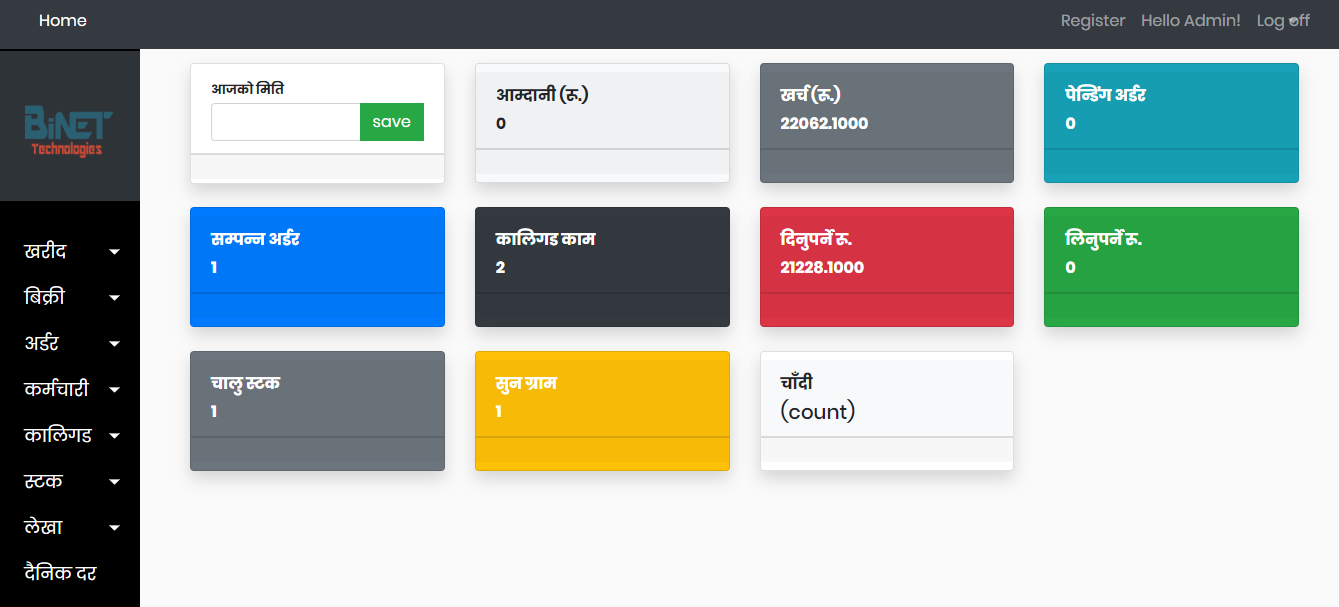 Home
Register Hello Admin! Log off
BiNET
Technologies
खरीद
बिक्री
अर्डर
कर्मचारी
कालिगड
स्टक
लेखा
दैनिक दर
आजको मिति
save
आम्दानी (रू.)
0
खर्च (रू.)
22062.1000
पेन्डिंग अर्डर
0
सम्पन्न अर्डर
1
कालिगड काम
2
दिनुपर्ने रू.
21228.1000
लिनुपर्ने रू.
0
चालु स्टक
1
सुन ग्राम
1
चाँदी
(count)